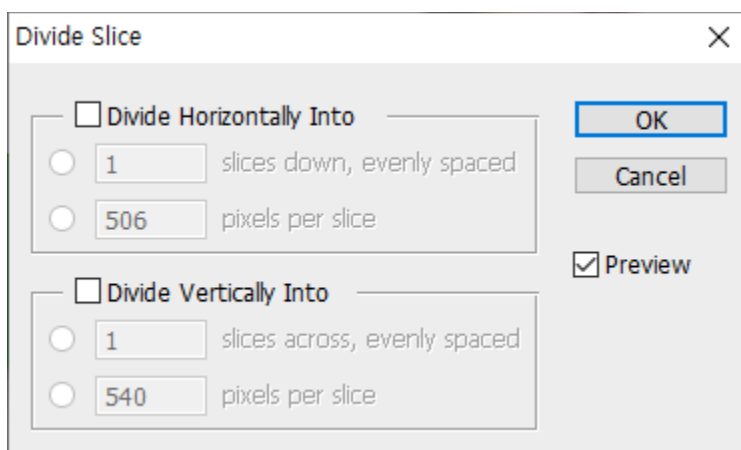 Divide Slice
Divide Horizontally Into
OK
1 slices down, evenly spaced
Cancel
506 pixels per slice
Preview
Divide Vertically Into
1 slices across, evenly spaced
540 pixels per slice